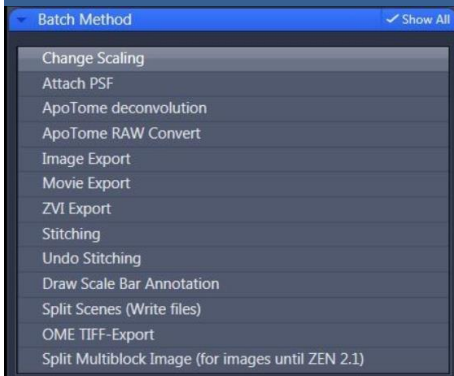 Batch Method
Show All
Change Scaling
Attach PSF
ApoTome deconvolution
ApoTome RAW Convert
Image Export
Movie Export
ZVI Export
Stitching
Undo Stitching
Draw Scale Bar Annotation
Split Scenes (Write files)
OME TIFF-Export
Split Multiblock Image (for images until ZEN 2.1)